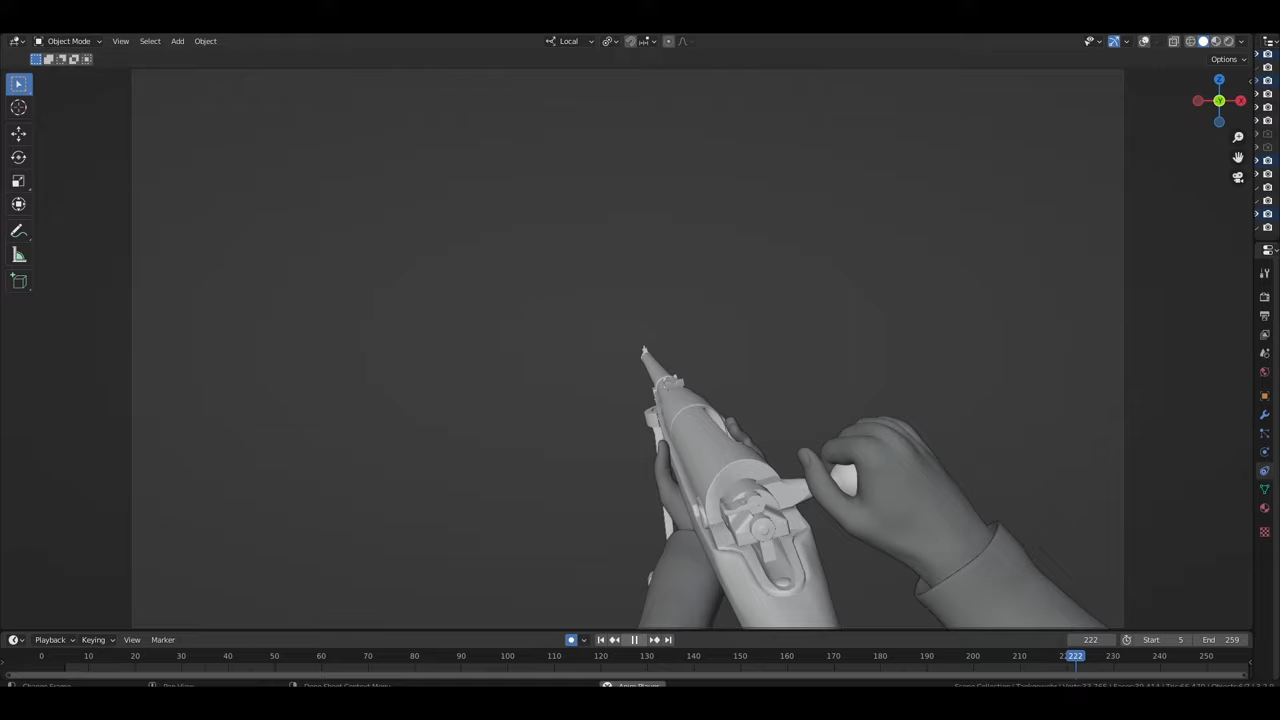 Object Mode View Select Add Object Local
Options
Playback Keying View Marker 222 Start 5 End 259
0 10 20 30 40 50 60 70 80 90 100 110 120 130 140 150 160 170 180 190 200 210 222 230 240 250